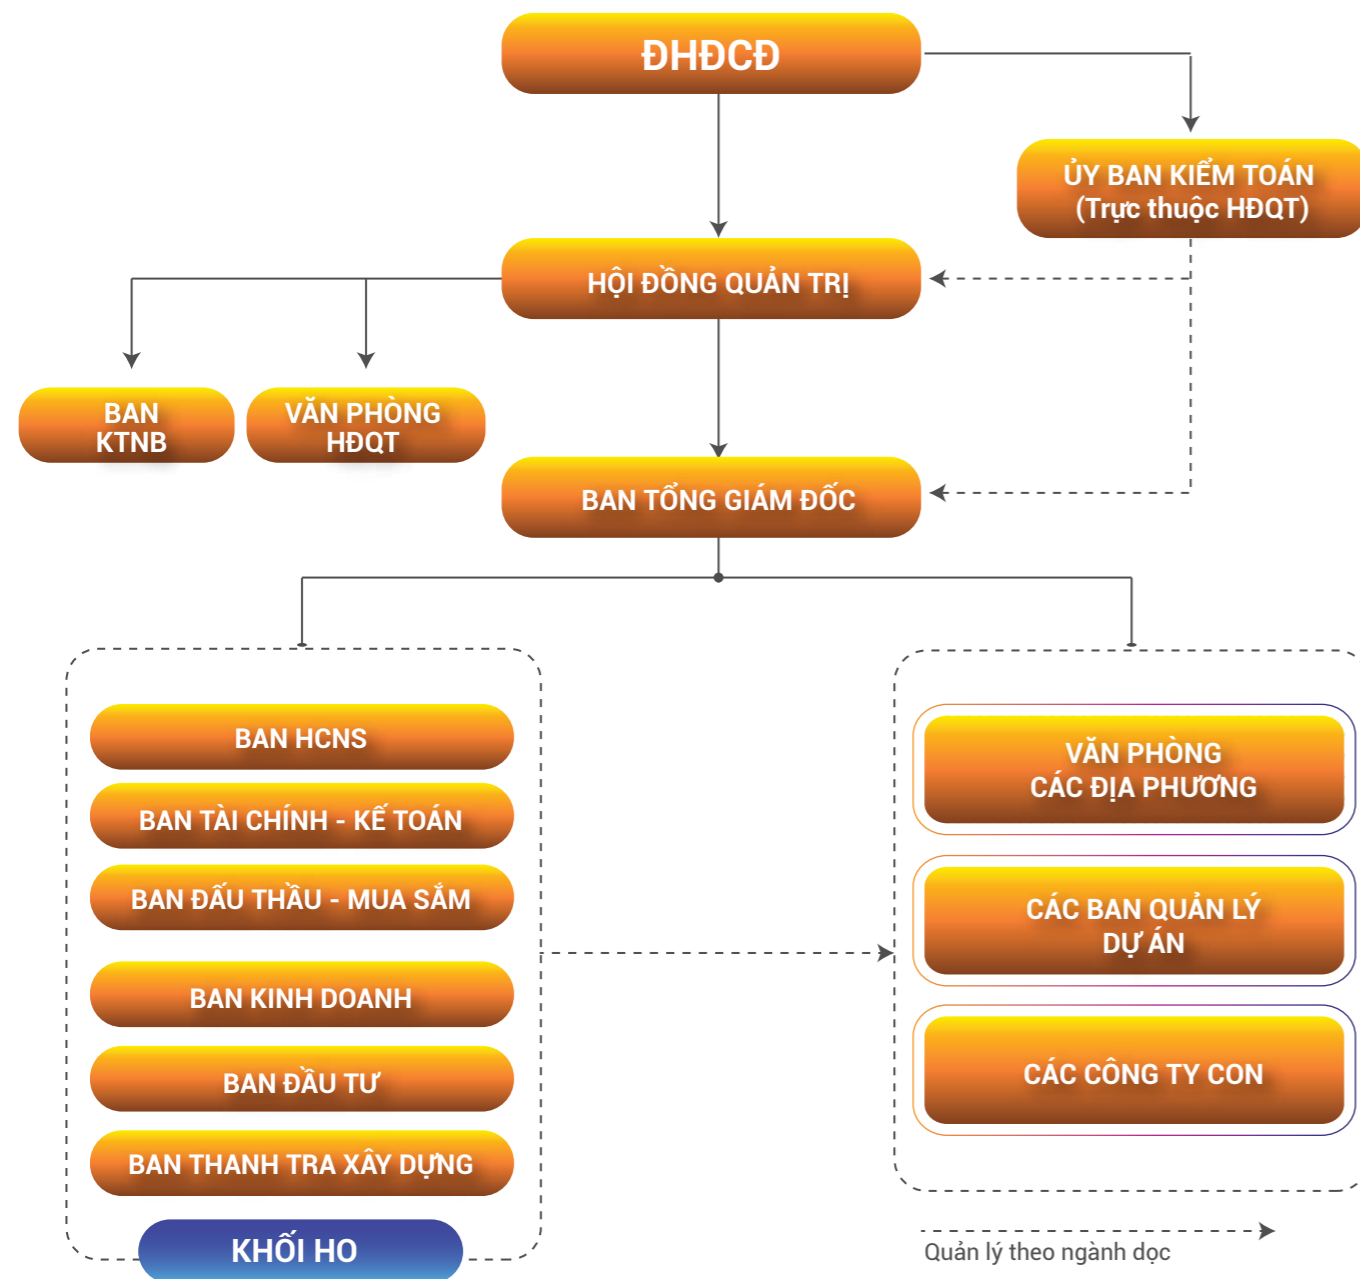 ĐHĐCĐ
ỦY BAN KIỂM TOÁN
(Trực thuộc HĐQT)
HỘI ĐỒNG QUẢN TRỊ
BAN
KTNB
VĂN PHÒNG
HĐQT
BAN TỔNG GIÁM ĐỐC
BAN HCNS
BAN TÀI CHÍNH - KẾ TOÁN
BAN ĐẤU THẦU - MUA SẮM
BAN KINH DOANH
BAN ĐẦU TƯ
BAN THANH TRA XÂY DỰNG
KHỐI HO
VĂN PHÒNG
CÁC ĐỊA PHƯƠNG
CÁC BAN QUẢN LÝ
DỰ ÁN
CÁC CÔNG TY CON
Quản lý theo ngành dọc